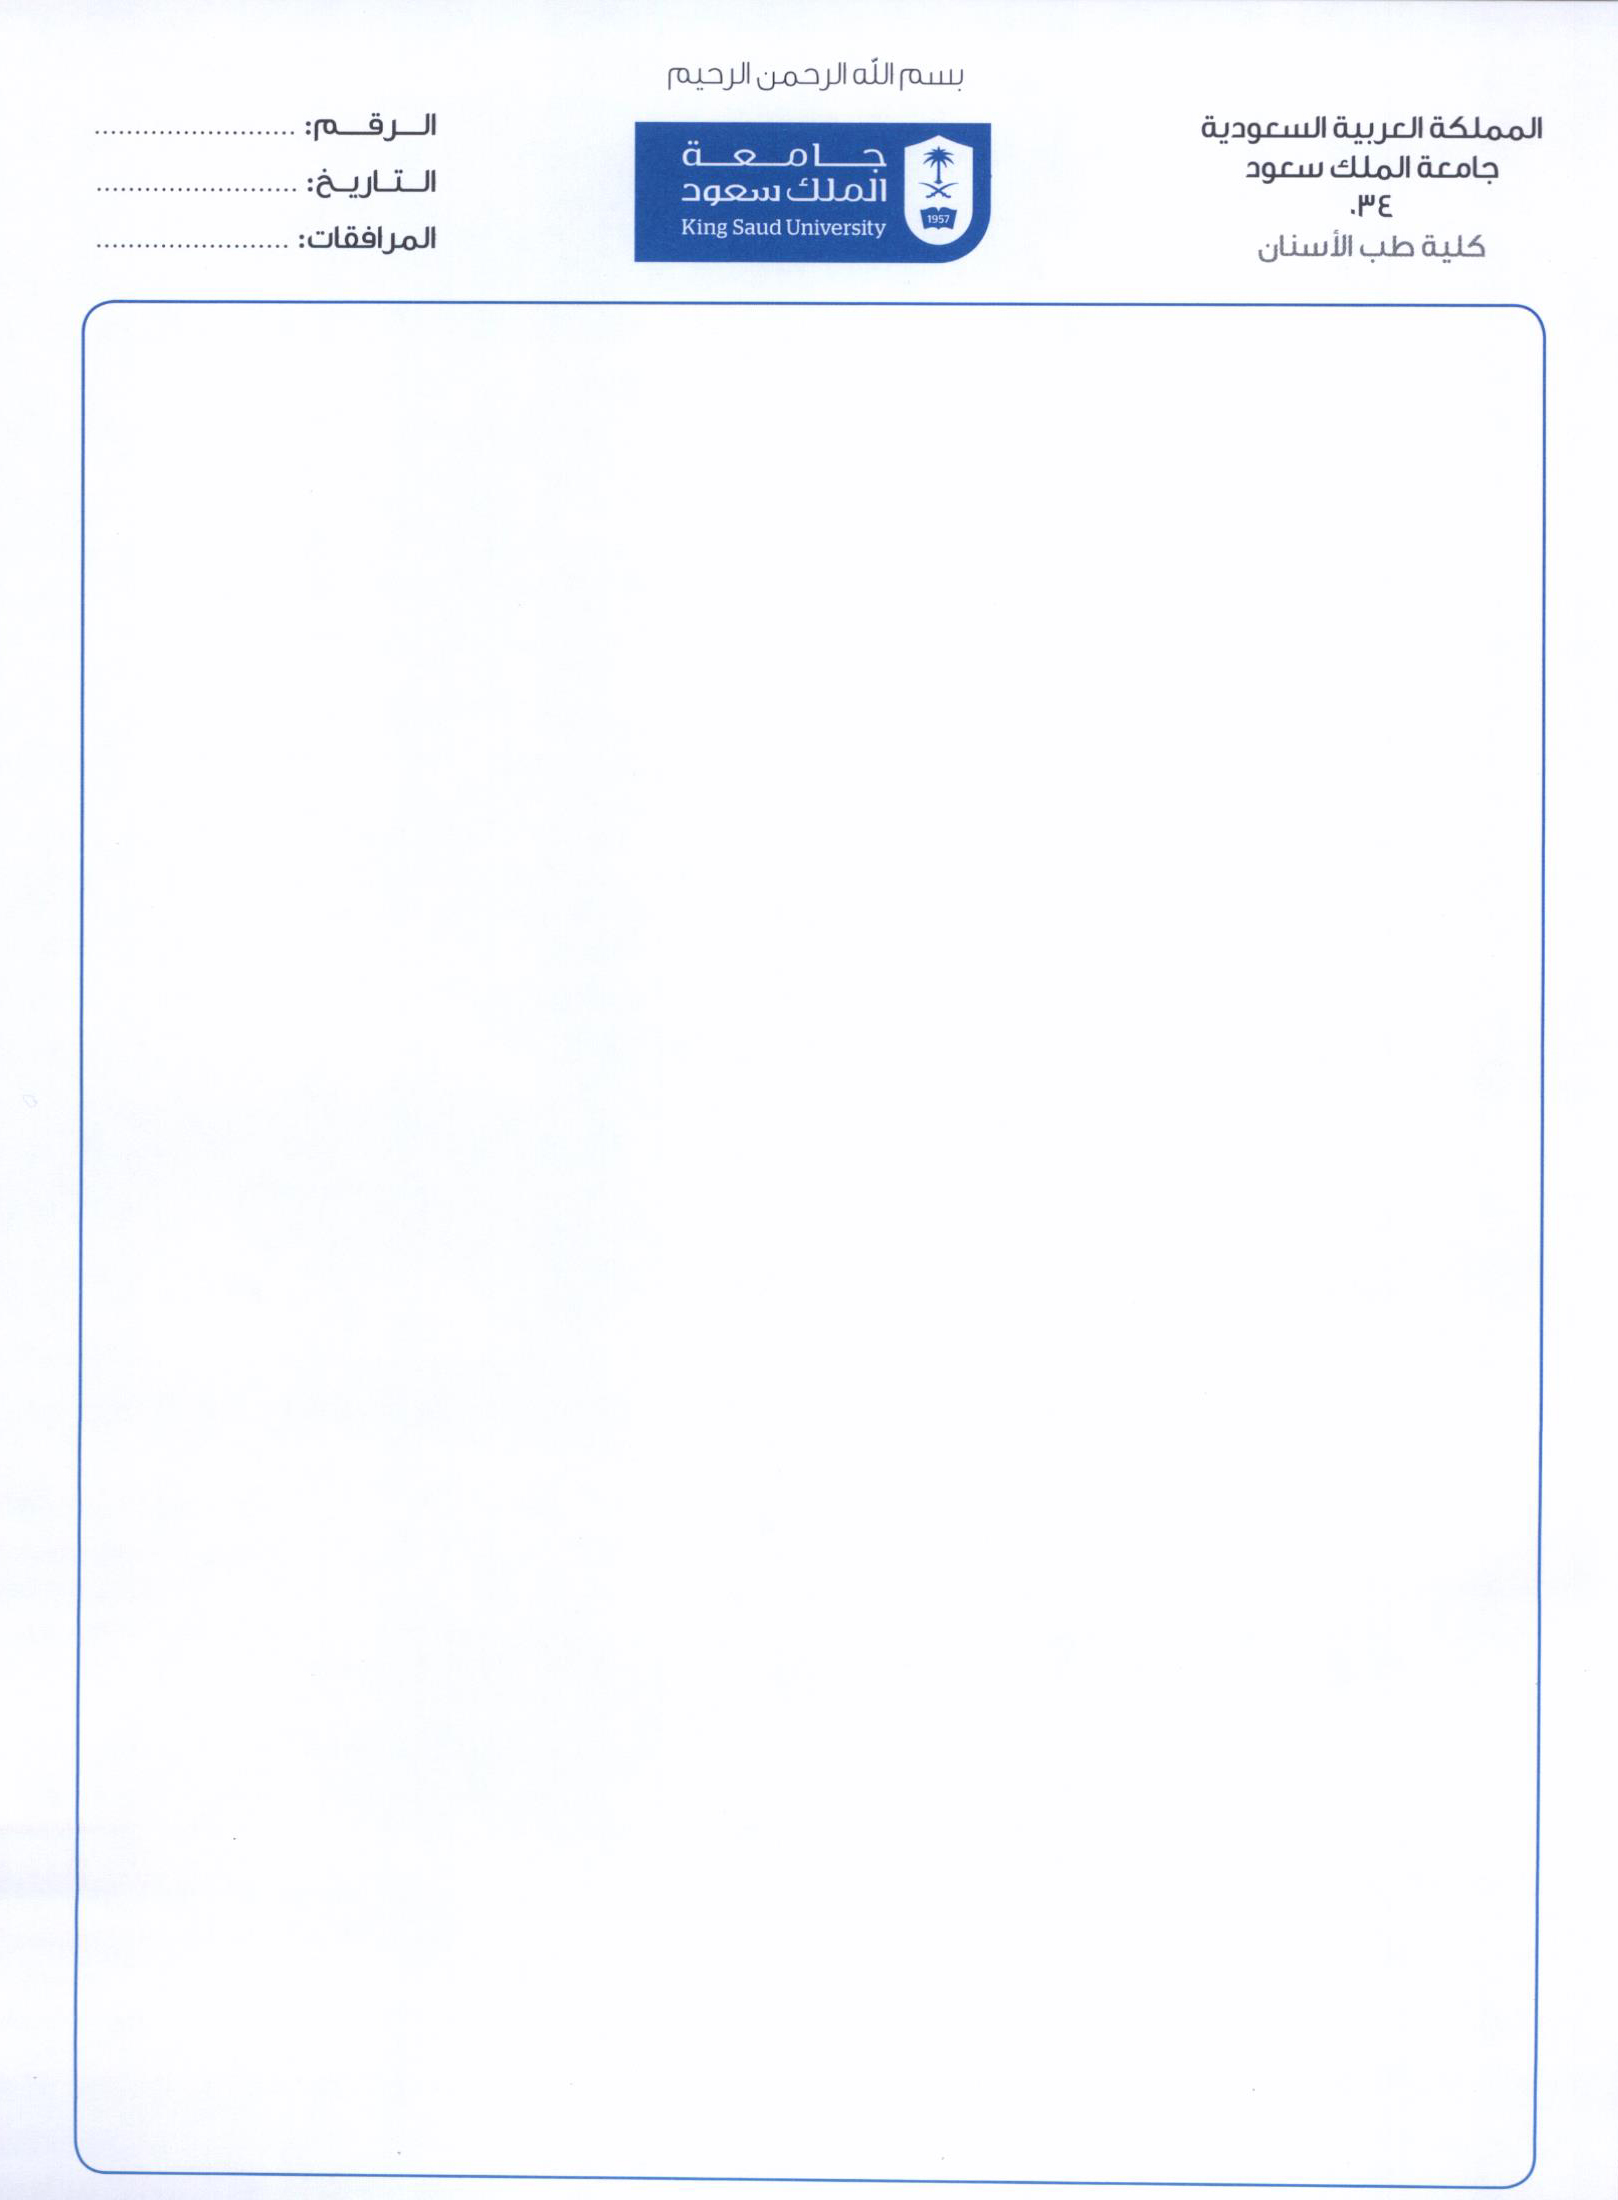 بسم الله الرحمن الرحيم
المملكة العربية السعودية
جامعة الملك سعود
٠٣٤
كلية طب الأسنان
جـــامـــعـــة
الملك سعود
King Saud University
1957
الـــرقـــم: .........................
الـتـاريـخ: .........................
المرافقات: ........................